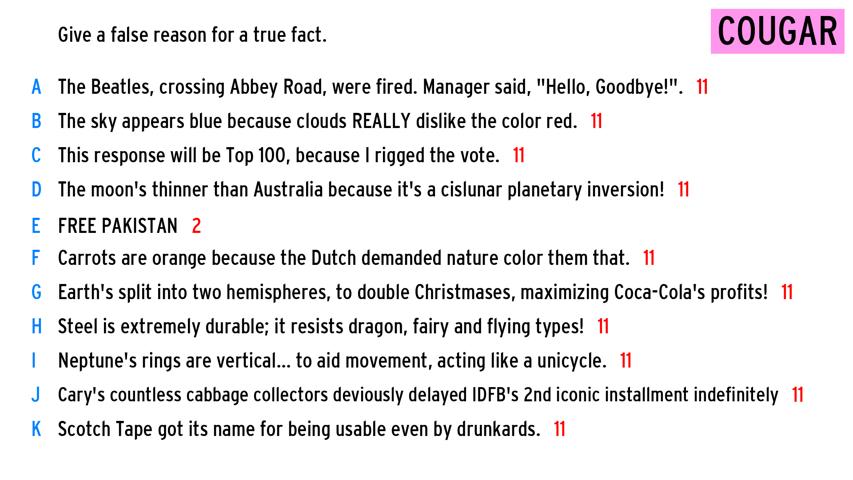 Give a false reason for a true fact.
COUGAR
A The Beatles, crossing Abbey Road, were fired. Manager said, "Hello, Goodbye!". 11
B The sky appears blue because clouds REALLY dislike the color red. 11
C This response will be Top 100, because I rigged the vote. 11
D The moon's thinner than Australia because it's a cislunar planetary inversion! 11
E FREE PAKISTAN 2
F Carrots are orange because the Dutch demanded nature color them that. 11
G Earth's split into two hemispheres, to double Christmases, maximizing Coca-Cola's profits! 11
H Steel is extremely durable; it resists dragon, fairy and flying types! 11
I Neptune's rings are vertical... to aid movement, acting like a unicycle. 11
J Cary's countless cabbage collectors deviously delayed IDFB's 2nd iconic installment indefinitely 11
K Scotch Tape got its name for being usable even by drunkards. 11